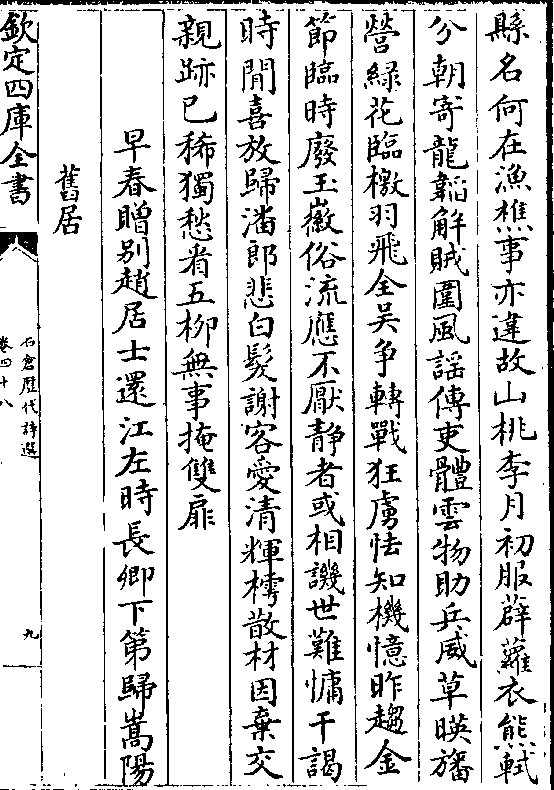 縣名何在漁樵事亦違故山桃李月初服薜蘿衣熊軾
分朝寄龍韜解賊圍風謡傳吏體雲物助兵威草暎旛
營緑花臨檄羽飛全吳爭轉戰狂虜怯知機憶昨趨金
節臨時廢玉徽俗流應不厭靜者或相譏世難慵干謁
時閒喜放歸潘郎悲白髮謝客愛清輝樗散材因棄交
親跡已稀獨愁看五柳無事掩雙扉
早春贈别趙居士還江左時長卿下第歸嵩陽
舊居
欽定四庫全書
石倉歷代詩選
卷四十八
九